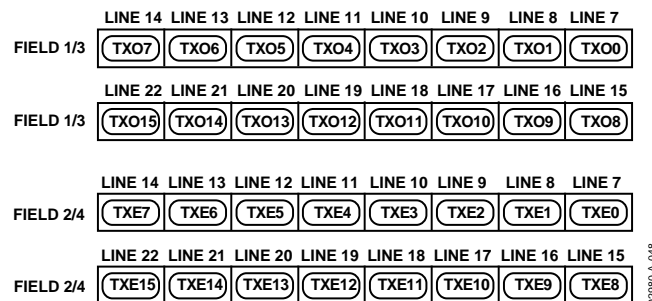 LINE 14 LINE 13 LINE 12 LINE 11 LINE 10 LINE 9 LINE 8 LINE 7
FIELD 1/3 TXO7 TXO6 TXO5 TXO4 TXO3 TXO2 TXO1 TXO0
LINE 22 LINE 21 LINE 20 LINE 19 LINE 18 LINE 17 LINE 16 LINE 15
FIELD 1/3 TXO15 TXO14 TXO13 TXO12 TXO11 TXO10 TXO9 TXO8
LINE 14 LINE 13 LINE 12 LINE 11 LINE 10 LINE 9 LINE 8 LINE 7
FIELD 2/4 TXE7 TXE6 TXE5 TXE4 TXE3 TXE2 TXE1 TXE0
LINE 22 LINE 21 LINE 20 LINE 19 LINE 18 LINE 17 LINE 16 LINE 15
FIELD 2/4 TXE15 TXE14 TXE13 TXE12 TXE11 TXE10 TXE9 TXE8